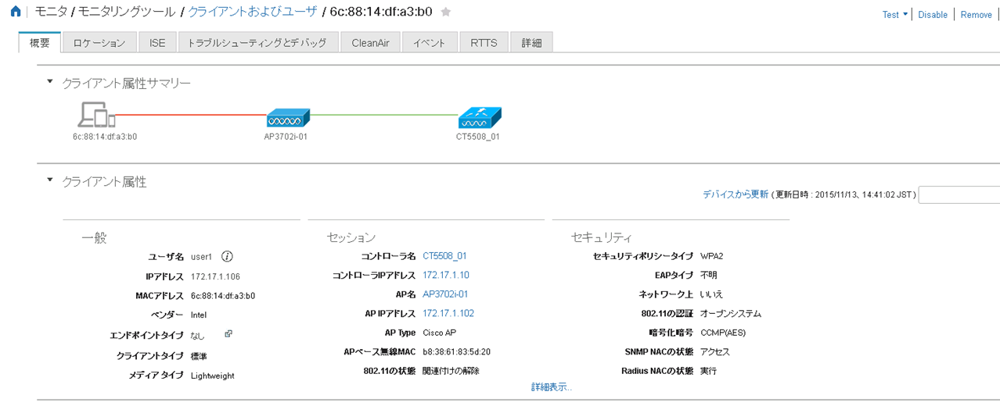 モニタ / モニタリングツール / クライアントおよびユーザ / 6c:88:14:df:a3:b0
Test Disable Remove
概要 ロケーション ISE トラブルシューティングとデバッグ CleanAir イベント RTTS 詳細
クライアント属性サマリー
6c:88:14:df:a3:b0 AP3702i-01 CT5508_01
クライアント属性
デバイスから更新 (更新日時 : 2015/11/13、14:41:02 JST)
一般
ユーザ名 user1
IPアドレス 172.17.1.106
MACアドレス 6c:88:14:df:a3:b0
ベンダー Intel
エンドポイントタイプ なし
クライアントタイプ 標準
メディア タイプ Lightweight
セッション
コントローラ名 CT5508_01
コントローラIPアドレス 172.17.1.10
AP名 AP3702i-01
AP IPアドレス 172.17.1.102
AP Type Cisco AP
APベース無線MAC b8:38:61:83:5d:20
802.11の状態 関連付けの解除
セキュリティ
セキュリティポリシータイプ WPA2
EAPタイプ 不明
ネットワーク上 いいえ
802.11の認証 オープンシステム
暗号化暗号 CCMP(AES)
SNMP NACの状態 アクセス
Radius NACの状態 実行
詳細表示..